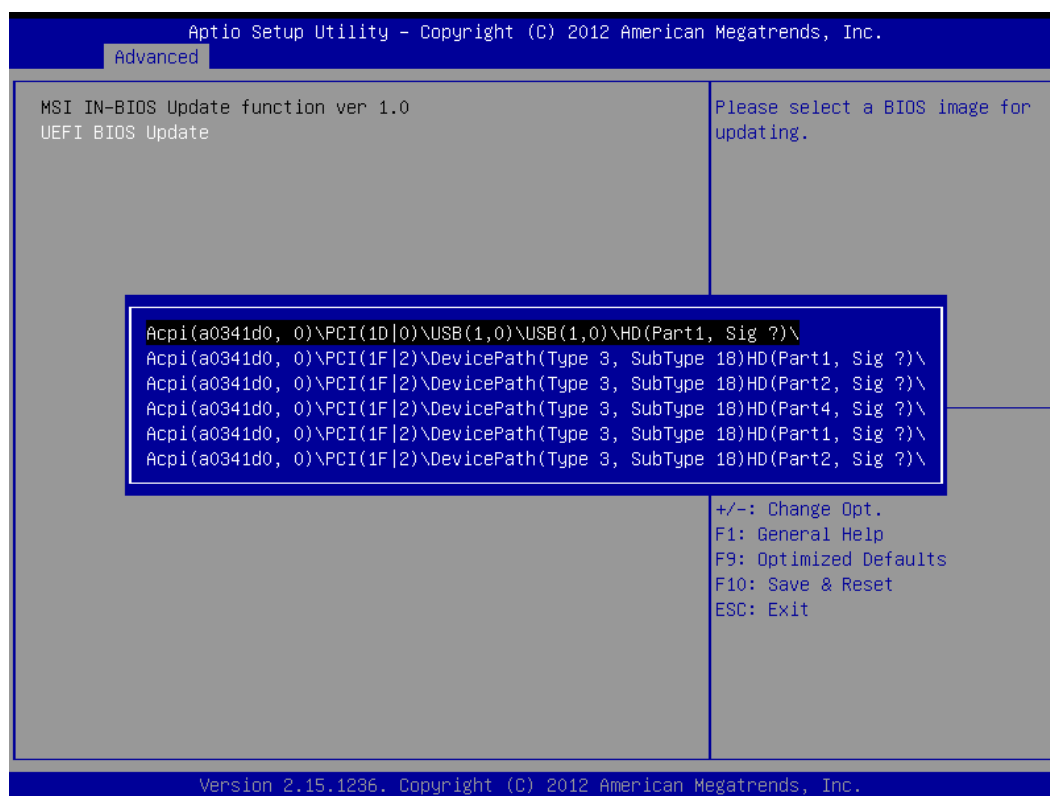 Aptio Setup Utility – Copyright (C) 2012 American Megatrends, Inc.
Advanced
MSI IN-BIOS Update function ver 1.0
UEFI BIOS Update
Please select a BIOS image for
updating.
Acpi(a0341d0, 0)\PCI(1D|0)\USB(1,0)\USB(1,0)\HD(Part1, Sig ?)\
Acpi(a0341d0, 0)\PCI(1F|2)\DevicePath(Type 3, SubType 18)HD(Part1, Sig ?)\
Acpi(a0341d0, 0)\PCI(1F|2)\DevicePath(Type 3, SubType 18)HD(Part2, Sig ?)\
Acpi(a0341d0, 0)\PCI(1F|2)\DevicePath(Type 3, SubType 18)HD(Part4, Sig ?)\
Acpi(a0341d0, 0)\PCI(1F|2)\DevicePath(Type 3, SubType 18)HD(Part1, Sig ?)\
Acpi(a0341d0, 0)\PCI(1F|2)\DevicePath(Type 3, SubType 18)HD(Part2, Sig ?)\
+/-: Change Opt.
F1: General Help
F9: Optimized Defaults
F10: Save & Reset
ESC: Exit
Version 2.15.1236. Copyright (C) 2012 American Megatrends, Inc.